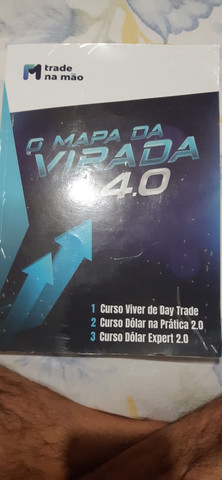 trade
na mão
O MAPA DA
VIRADA
4.0
1 Curso Viver de Day Trade
2 Curso Dólar na Prática 2.0
3 Curso Dólar Expert 2.0